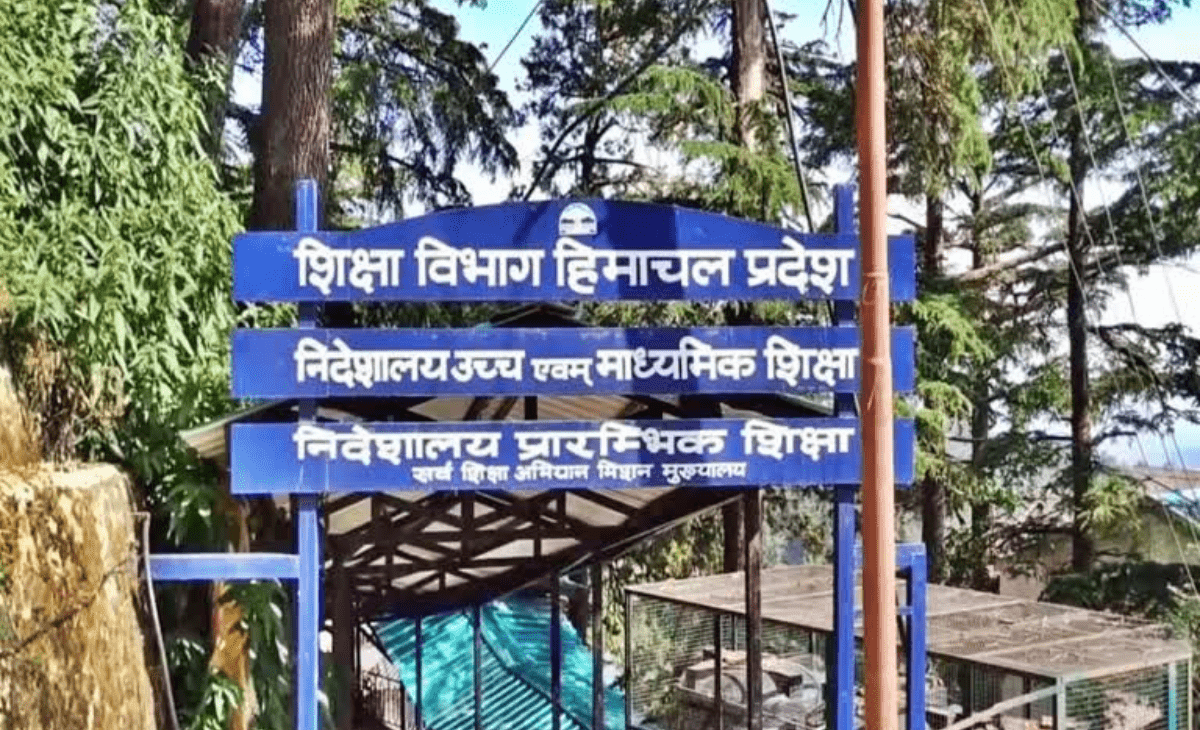 शिक्षा विभाग हिमाचल प्रदेश
निदेशालय उच्च एवम् माध्यमिक शिक्षा
निदेशालय प्रारम्भिक शिक्षा
सर्व शिक्षा अभियान मिशन मुख्यालय